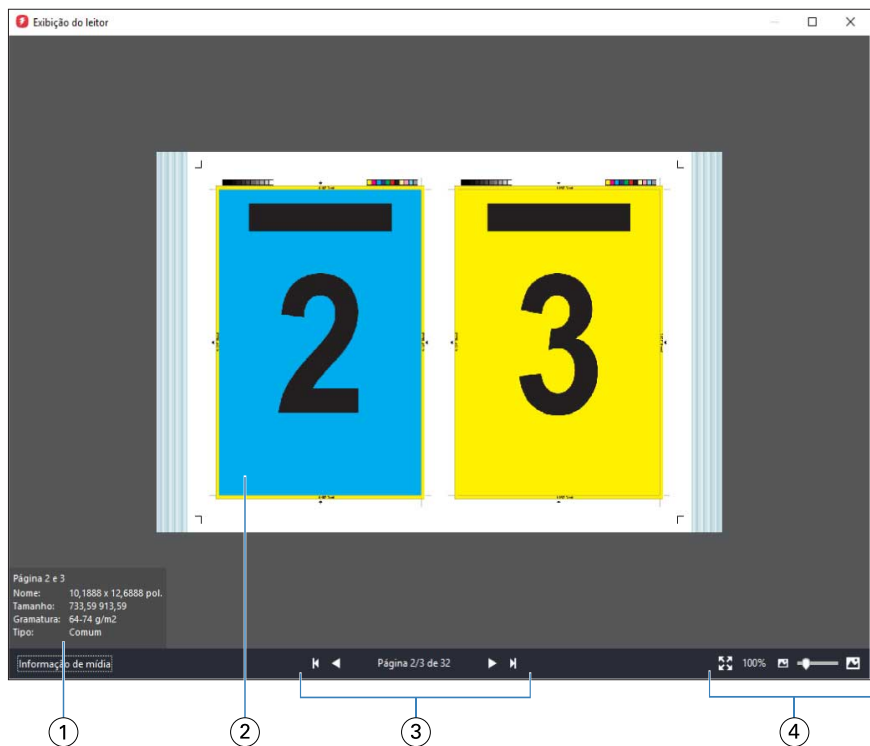 Exibição do leitor
2
3
Página 2 e 3
Nome: 10,1888 x 12,6888 pol.
Tamanho: 733,59 913,59
Gramatura: 64-74 g/m2
Tipo: Comum
Informação de mídia
Página 2/3 de 32
100%
1
2
3
4